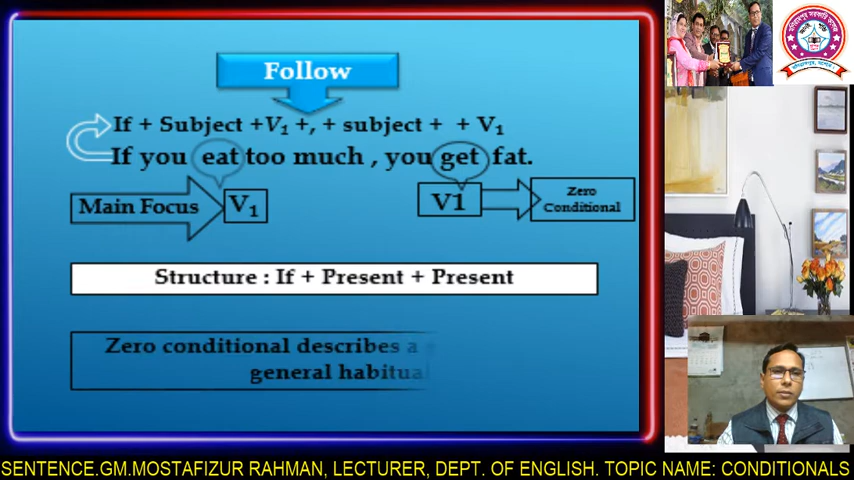 Follow
If + Subject +V₁ +, + subject + + V₁
If you eat too much , you get fat.
Main Focus
V₁
V1
Zero
Conditional
Structure : If + Present + Present
Zero conditional describes a
general habitual
SENTENCE.GM.MOSTAFIZUR RAHMAN, LECTURER, DEPT. OF ENGLISH. TOPIC NAME: CONDITIONALS